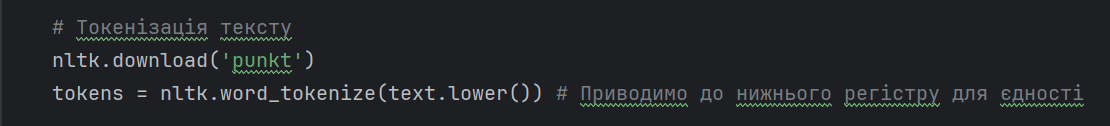 # Токенізація тексту
nltk.download('punkt')
tokens = nltk.word_tokenize(text.lower()) # Приводимо до нижнього регістру для єдності